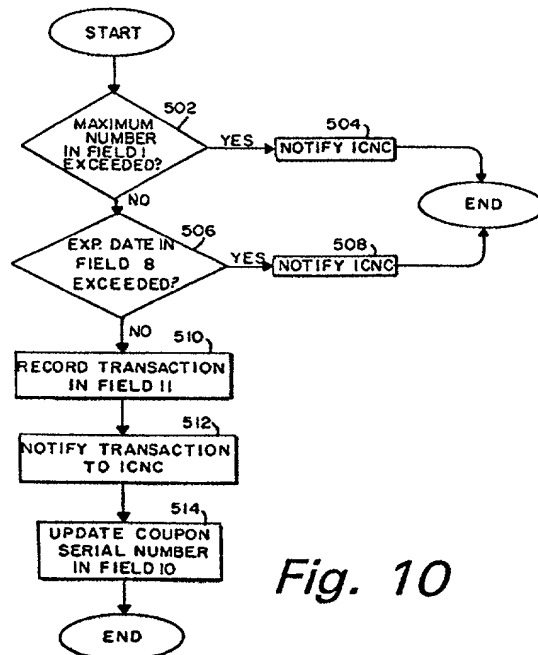 START
502
MAXIMUM
NUMBER
IN FIELD I
EXCEEDED?
YES
504
NOTIFY ICNC
END
NO
506
EXP. DATE IN
FIELD 8
EXCEEDED?
YES
508
NOTIFY ICNC
NO
510
RECORD TRANSACTION
IN FIELD 11
512
NOTIFY TRANSACTION
TO ICNC
514
UPDATE COUPON
SERIAL NUMBER
IN FIELD 10
END
Fig. 10